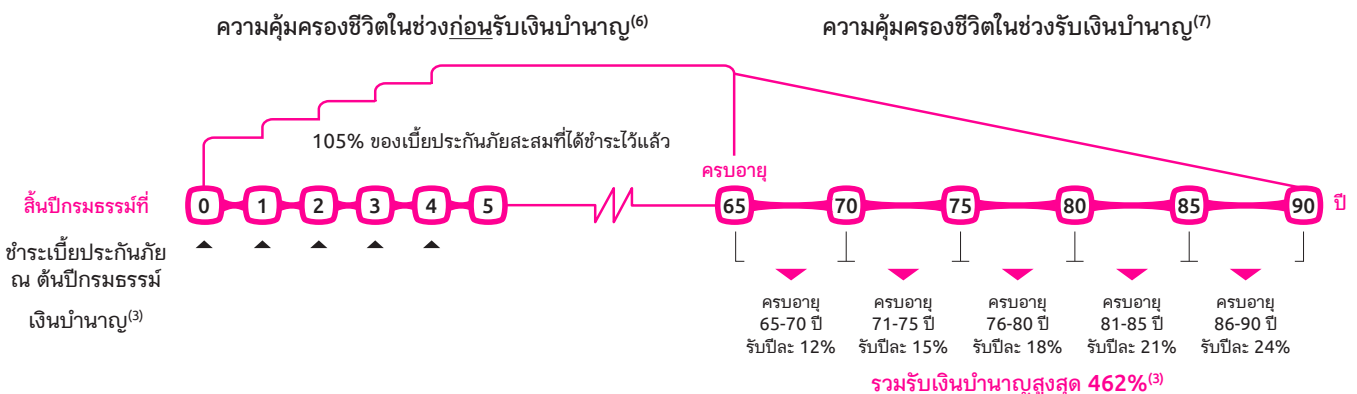 ความคุ้มครองชีวิตในช่วงก่อนรับเงินบำนาญ(6)
ความคุ้มครองชีวิตในช่วงรับเงินบำนาญ(7)
105% ของเบี้ยประกันภัยสะสมที่ได้ชำระไว้แล้ว
ครบอายุ
สิ้นปีกรมธรรม์ที่ 0 1 2 3 4 5 65 70 75 80 85 90 ปี
ชำระเบี้ยประกันภัย
ณ ต้นปีกรมธรรม์
เงินบำนาญ(3)
ครบอายุ
65-70 ปี
รับปีละ 12%
ครบอายุ
71-75 ปี
รับปีละ 15%
ครบอายุ
76-80 ปี
รับปีละ 18%
ครบอายุ
81-85 ปี
รับปีละ 21%
ครบอายุ
86-90 ปี
รับปีละ 24%
รวมรับเงินบำนาญสูงสุด 462%(3)